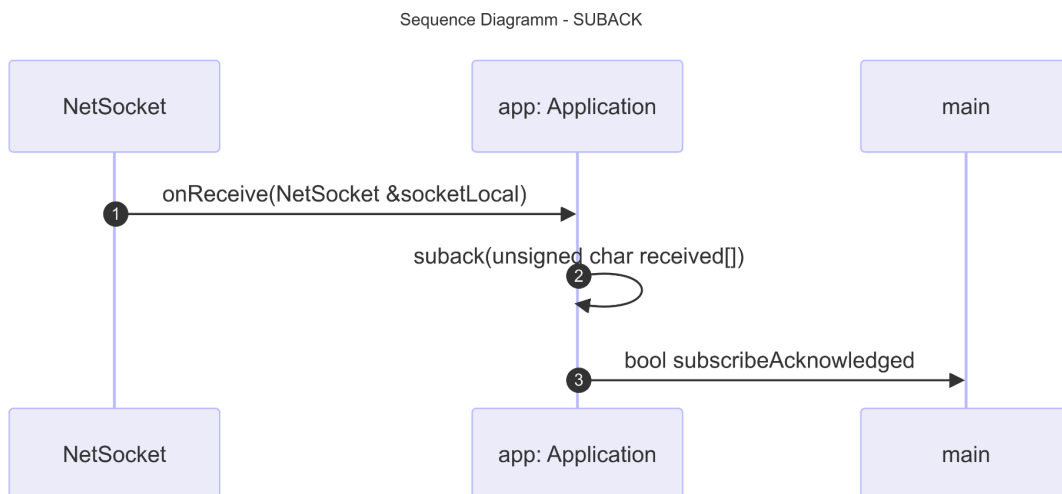 Sequence Diagramm - SUBACK
NetSocket
app: Application
main
onReceive(NetSocket &socketLocal)
1
suback(unsigned char received[])
2
bool subscribeAcknowledged
3
NetSocket
app: Application
main